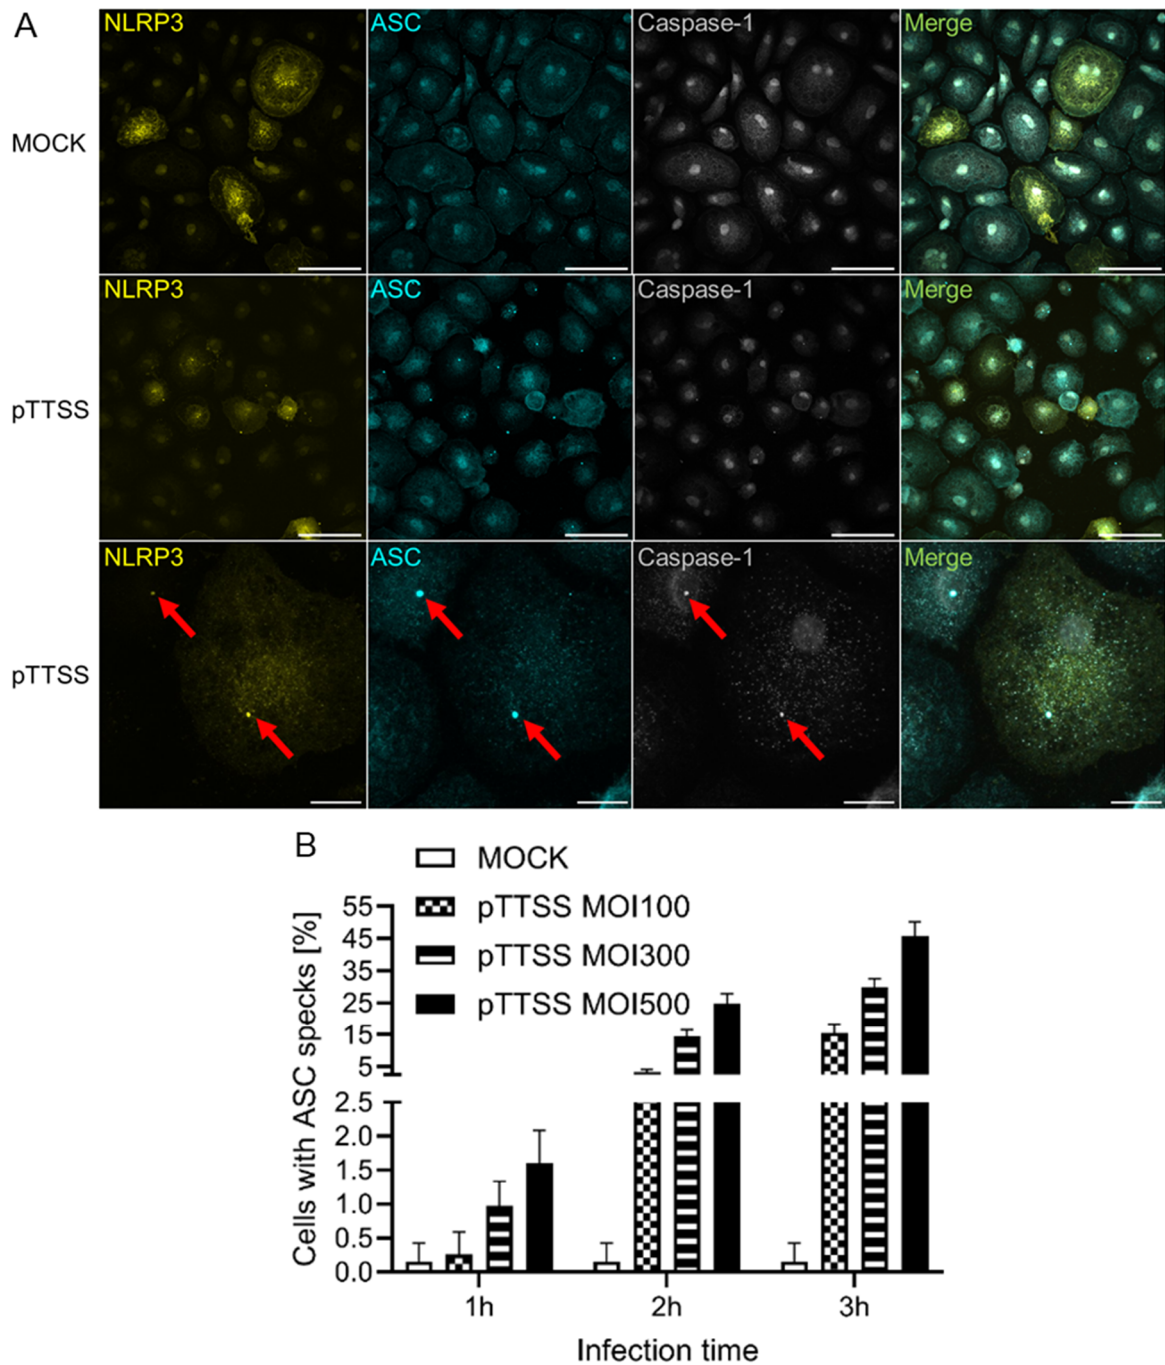 A
NLRP3 ASC Caspase-1 Merge
MOCK
NLRP3 ASC Caspase-1 Merge
pTTSS
NLRP3 ASC Caspase-1 Merge
pTTSS
B
MOCK
pTTSS MOI100
pTTSS MOI300
pTTSS MOI500
Cells with ASC specks [%]
55
45
35
25
15
5
2.5
2.0
1.5
1.0
0.5
0.0
1h 2h 3h
Infection time